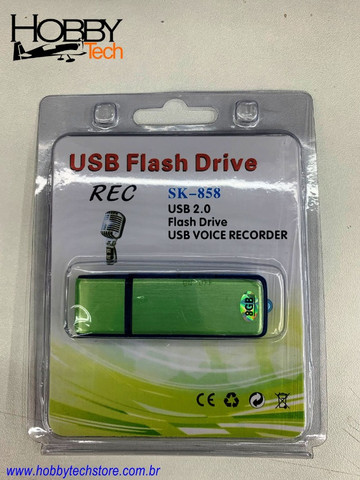 HOBBY
Tech
USB Flash Drive
REC
SK-858
USB 2.0
Flash Drive
USB VOICE RECORDER
8GB
CE
www.hobbytechstore.com.br